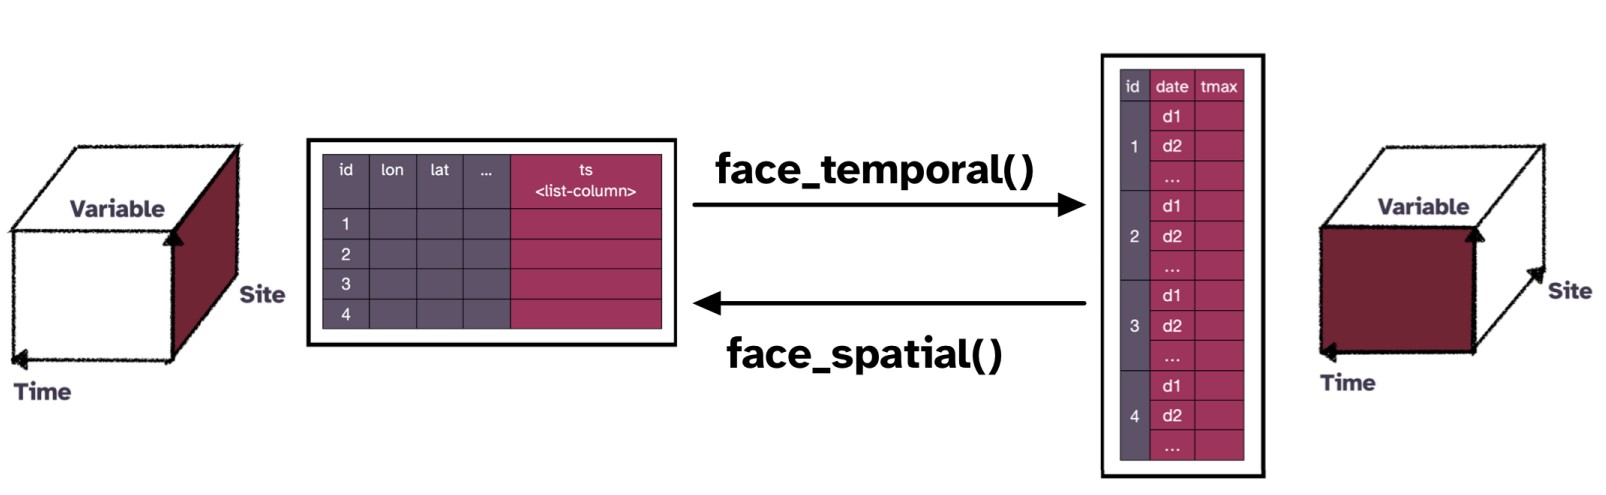 Variable
Site
Time
id lon lat ... ts
<list-column>
1
2
3
4
face_temporal()
face_spatial()
id date tmax
d1
1 d2
...
d1
2 d2
...
d1
3 d2
...
d1
4 d2
...
Variable
Site
Time